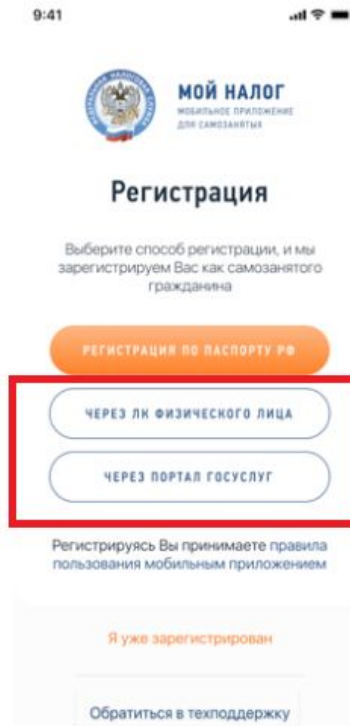 9:41
МОЙ НАЛОГ
МОБИЛЬНОЕ ПРИЛОЖЕНИЕ
ДЛЯ САМОЗАНЯТЫХ
Регистрация
Выберите способ регистрации, и мы
зарегистрируем Вас как самозанятого
гражданина
РЕГИСТРАЦИЯ ПО ПАСПОРТУ РФ
ЧЕРЕЗ ЛК ФИЗИЧЕСКОГО ЛИЦА
ЧЕРЕЗ ПОРТАЛ ГОСУСЛУГ
Регистрируясь Вы принимаете правила
пользования мобильным приложением
Я уже зарегистрирован
Обратиться в техподдержку